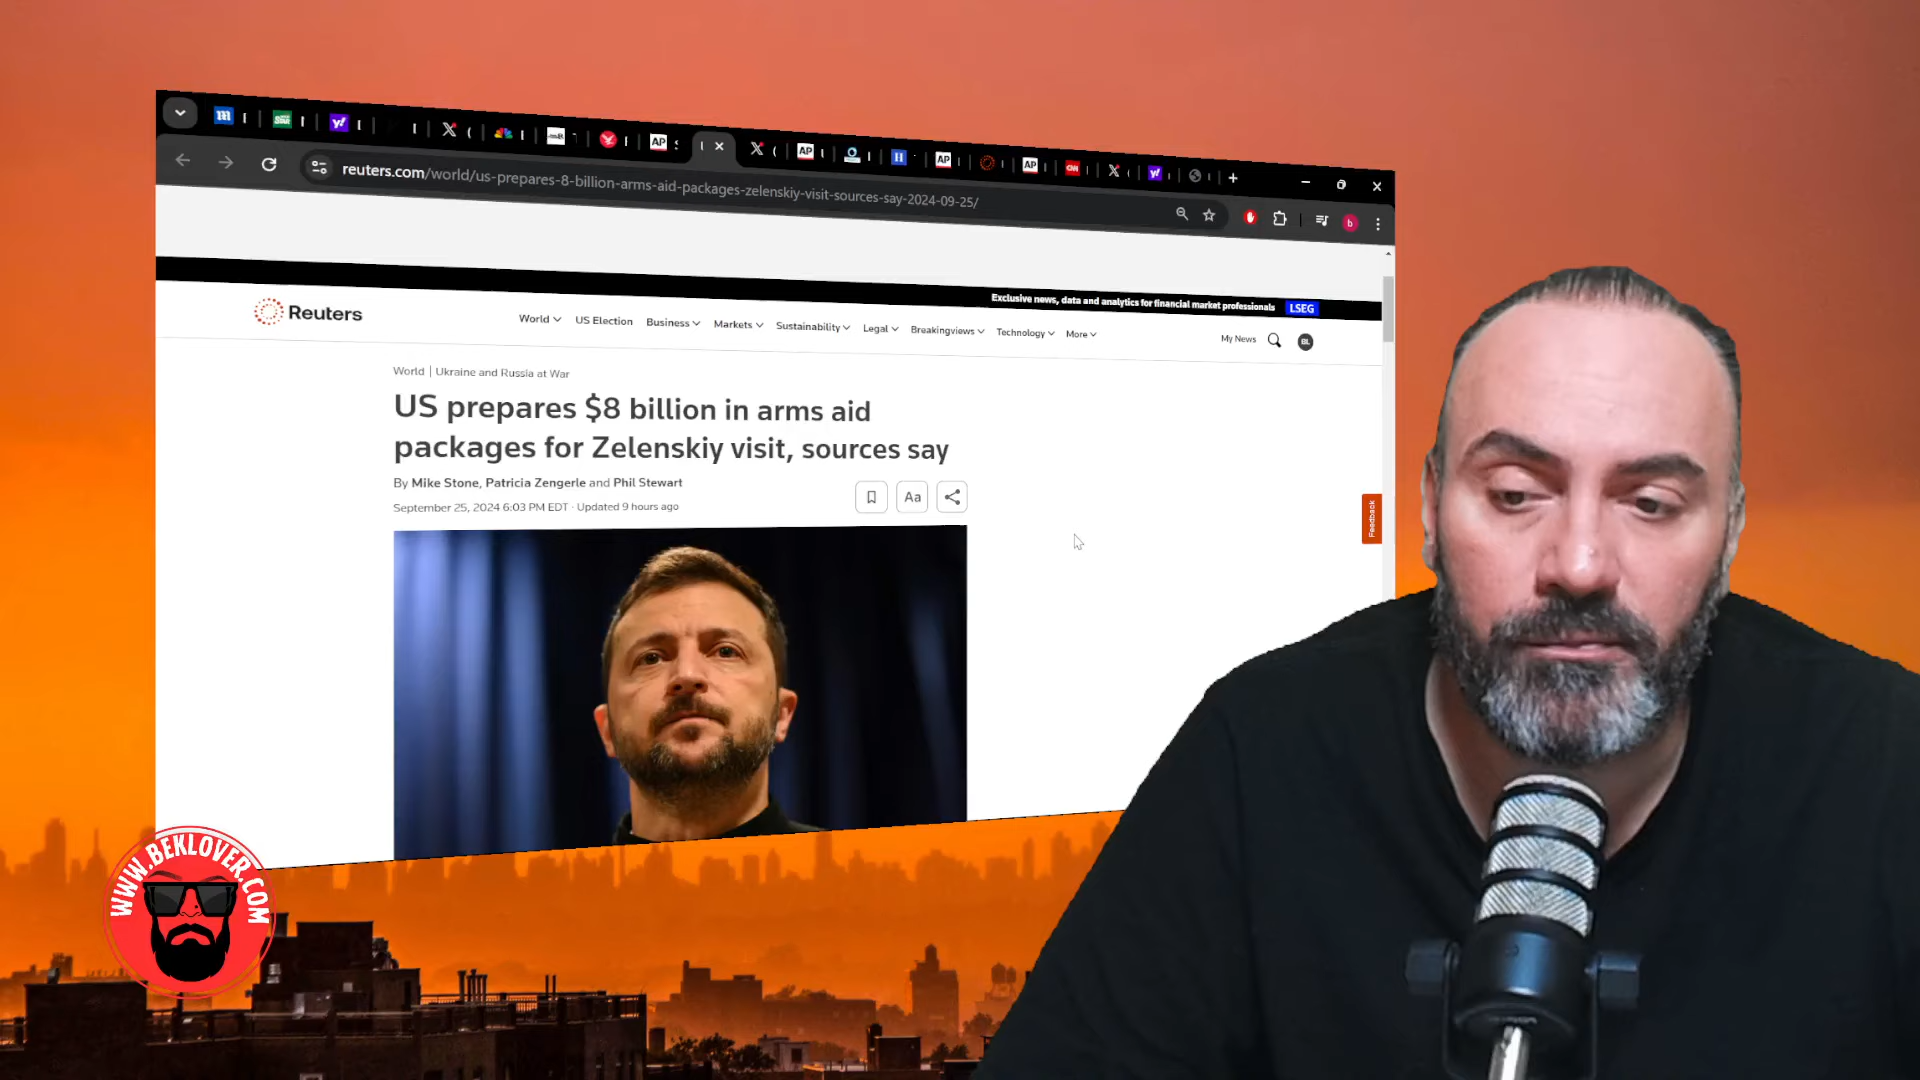 reuters.com/world/us-prepares-8-billion-arms-aid-packages-zelenskiy-visit-sources-say-2024-09-25/
b
Exclusive news, data and analytics for financial market professionals LSEG
Reuters
World US Election Business Markets Sustainability Legal Breakingviews Technology More
My News BL
World | Ukraine and Russia at War
US prepares $8 billion in arms aid
packages for Zelenskiy visit, sources say
By Mike Stone, Patricia Zengerle and Phil Stewart
Aa
September 25, 2024 6:03 PM EDT · Updated 9 hours ago
Feedback
WWW.BEKLOVER.COM